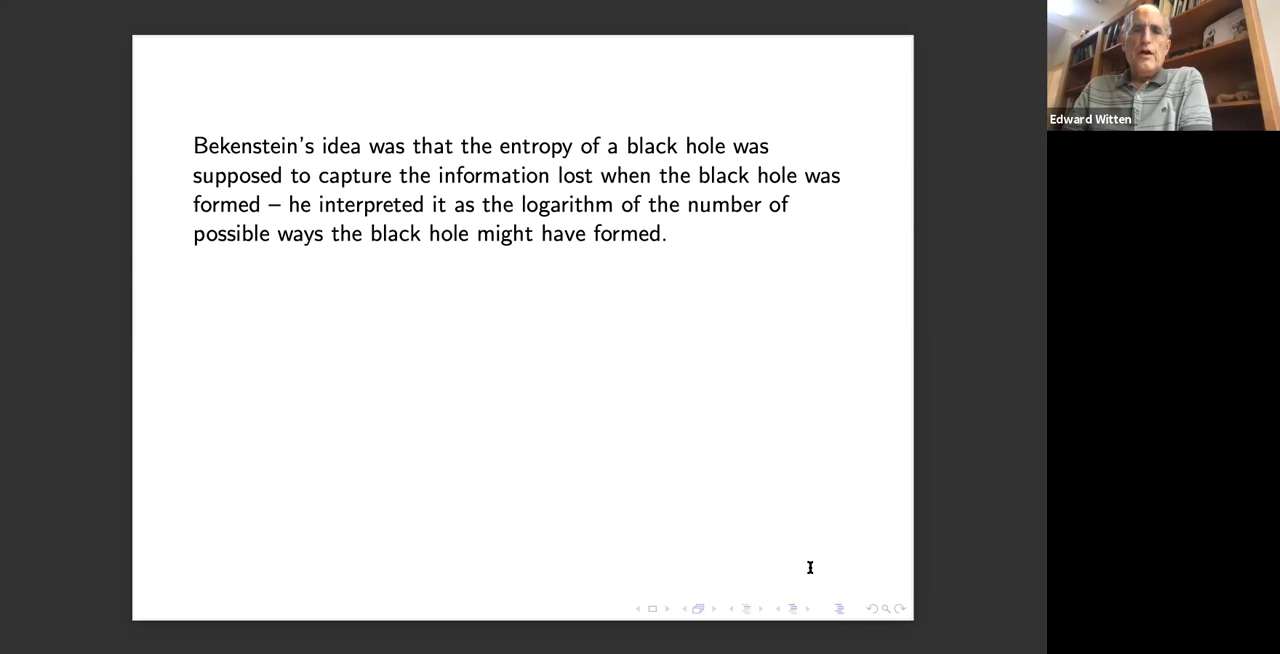 Bekenstein's idea was that the entropy of a black hole was
supposed to capture the information lost when the black hole was
formed – he interpreted it as the logarithm of the number of
possible ways the black hole might have formed.
Edward Witten